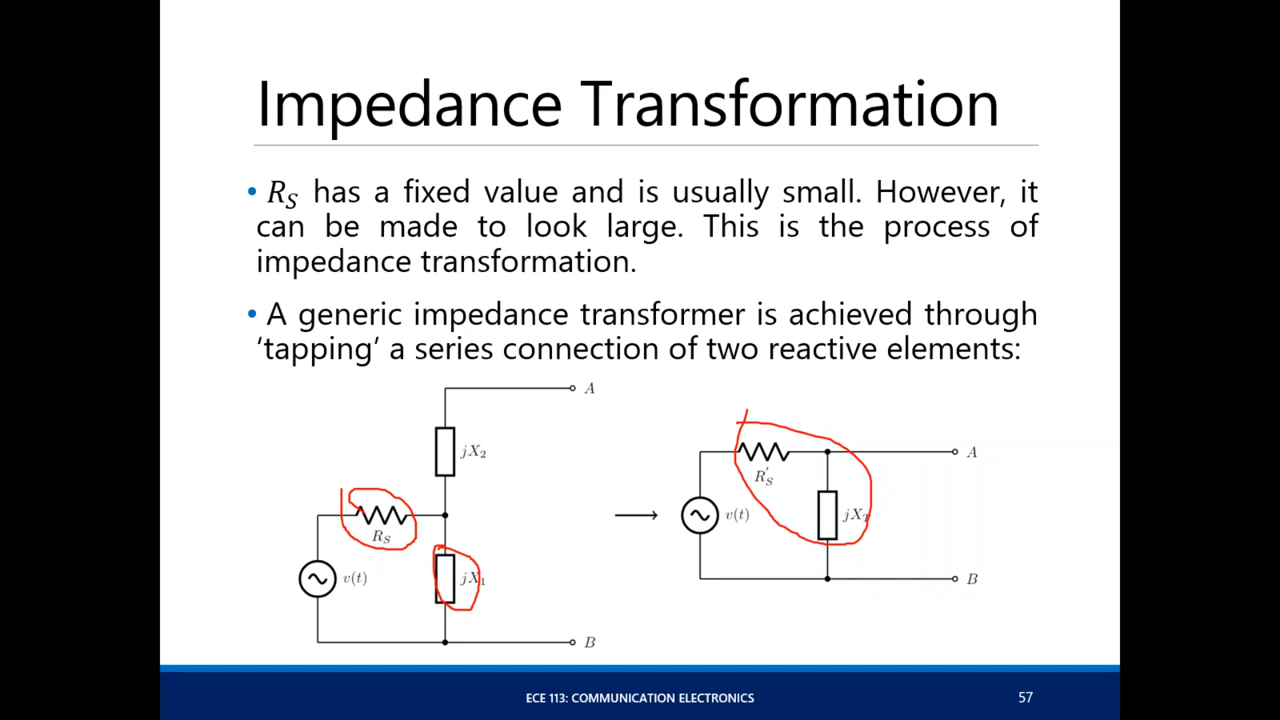 Impedance Transformation
• R_S has a fixed value and is usually small. However, it
can be made to look large. This is the process of
impedance transformation.
• A generic impedance transformer is achieved through
‘tapping’ a series connection of two reactive elements:
A
jX₂
R_S
v(t)
jX₁
B
A
R'_S
v(t)
jX_T
B
ECE 113: COMMUNICATION ELECTRONICS
57